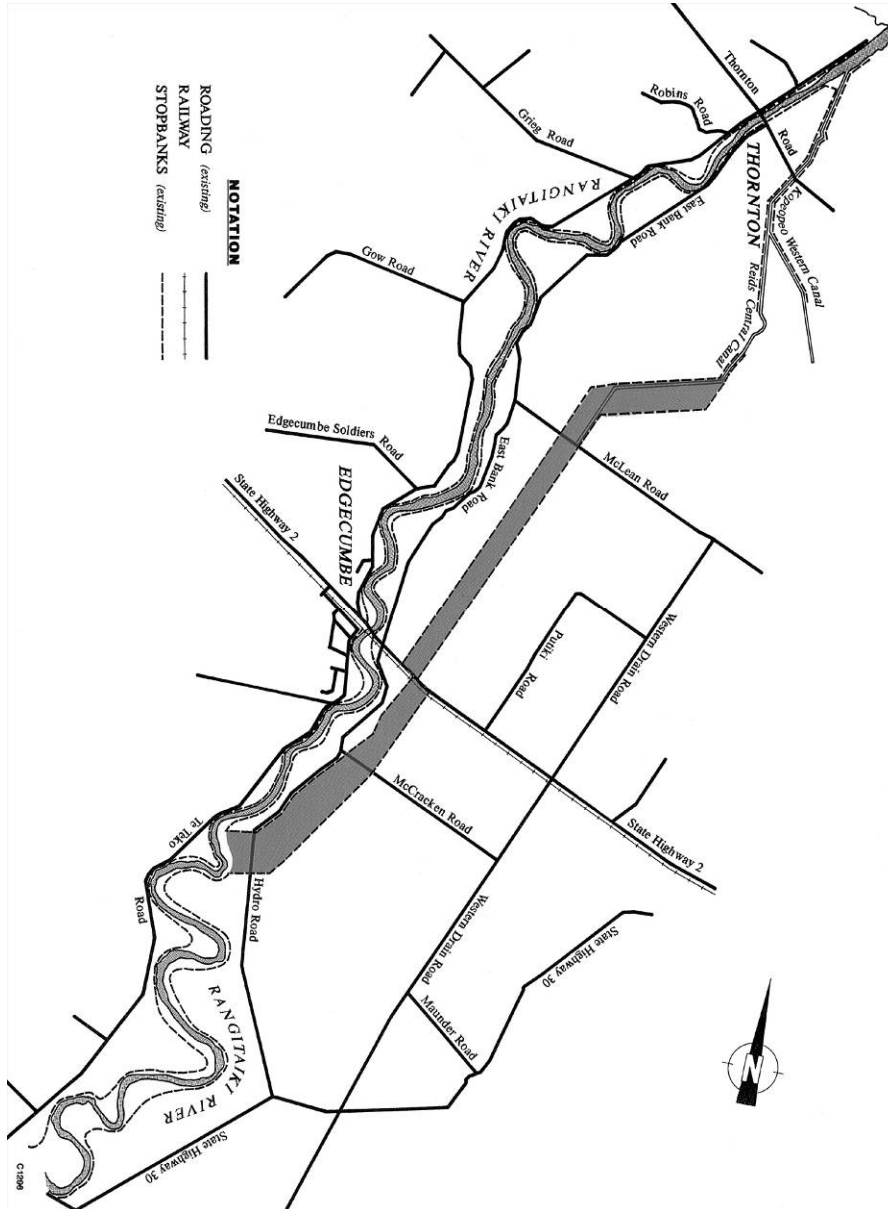 Thornton
Road
Robins
Road
THORNTON
Grieg Road
Kopeopeo Western Canal
RANGITAIKI RIVER
East Bank Road
Reids Central Canal
Gow Road
NOTATION
ROADING (existing)
RAILWAY
STOPBANKS (existing)
Edgecumbe Soldiers Road
East Bank
Road
McLean Road
State Highway 2
EDGECUMBE
Western Drain Road
Putiki Road
McCracken Road
State Highway 2
Te Teko
Road
Hydro Road
Western Drain Road
State Highway 30
Maunder Road
RANGITAIKI RIVER
N
State Highway 30
C1296